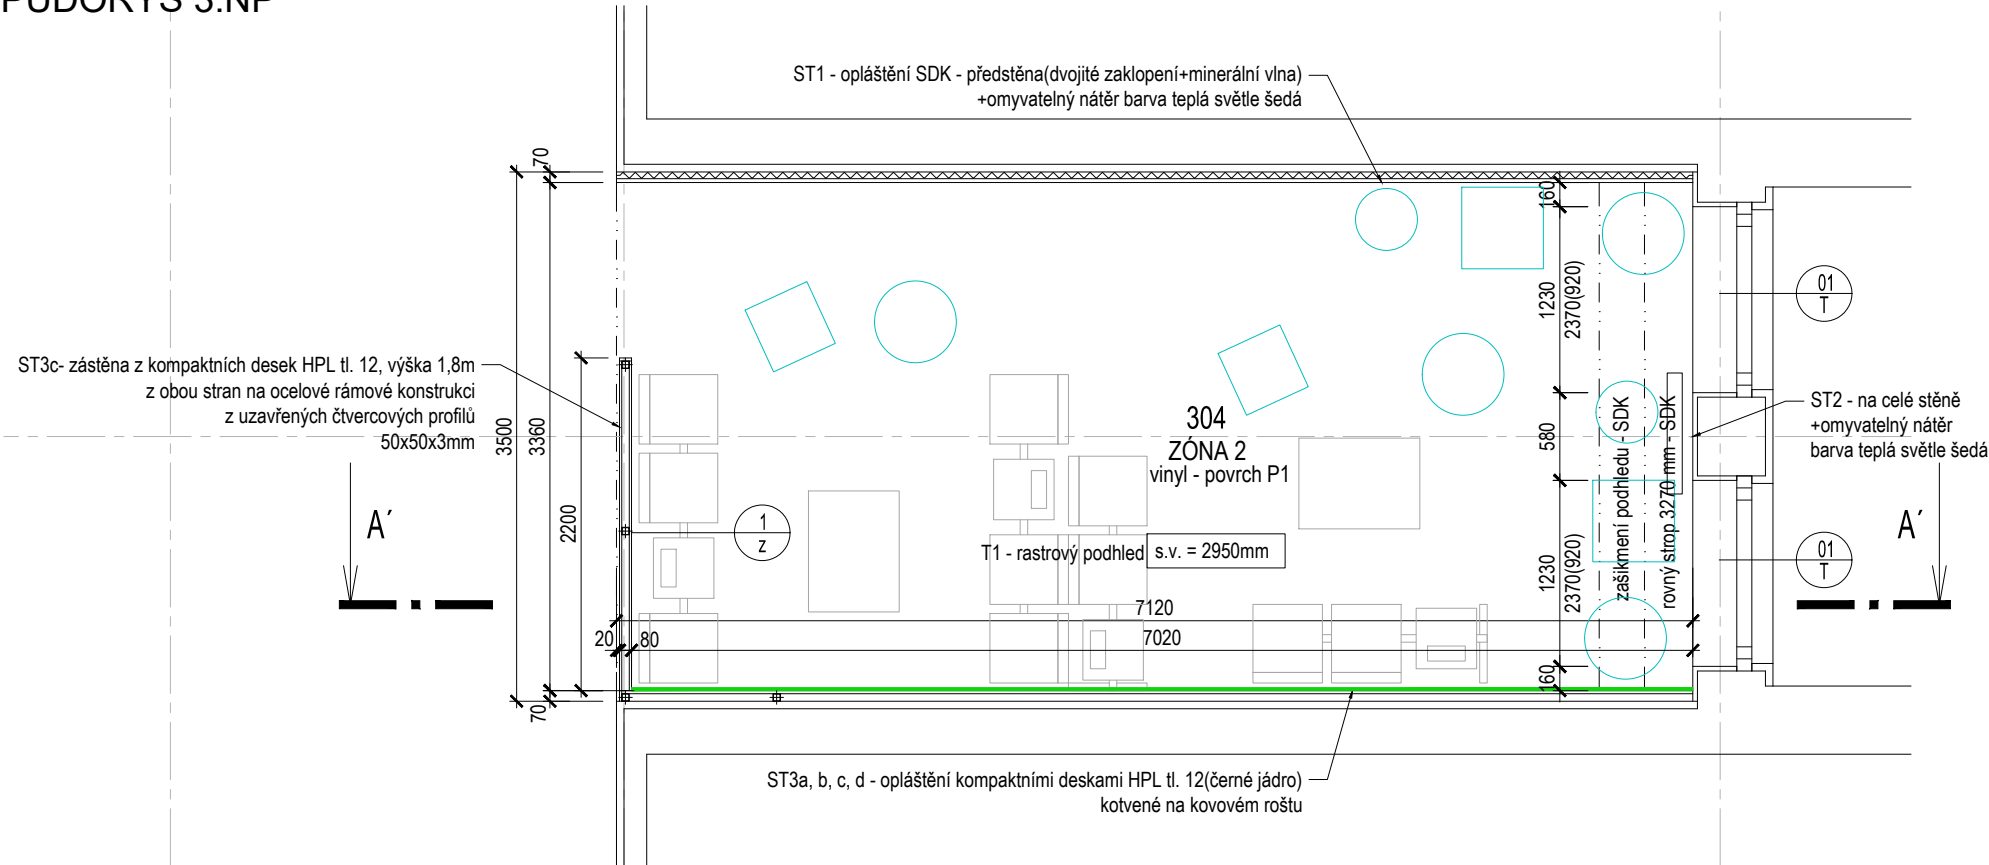 PŮDORYS 3.NP
ST1 - opláštění SDK - předstěna(dvojité zaklopení+minerální vlna)
+omyvatelný nátěr barva teplá světle šedá
70
160
01
T
1230
2370(920)
ST3c- zástěna z kompaktních desek HPL tl. 12, výška 1,8m
z obou stran na ocelové rámové konstrukci
z uzavřených čtvercových profilů
50x50x3mm
3500
3360
2200
304
ZÓNA 2
vinyl - povrch P1
580
zašikmení podhledu - SDK
rovný strop 3270 mm - SDK
ST2 - na celé stěně
+omyvatelný nátěr
barva teplá světle šedá
A´
1
z
T1 - rastrový podhled
s.v. = 2950mm
1230
2370(920)
01
T
A´
7120
20
80
7020
160
70
ST3a, b, c, d - opláštění kompaktními deskami HPL tl. 12(černé jádro)
kotvené na kovovém roštu